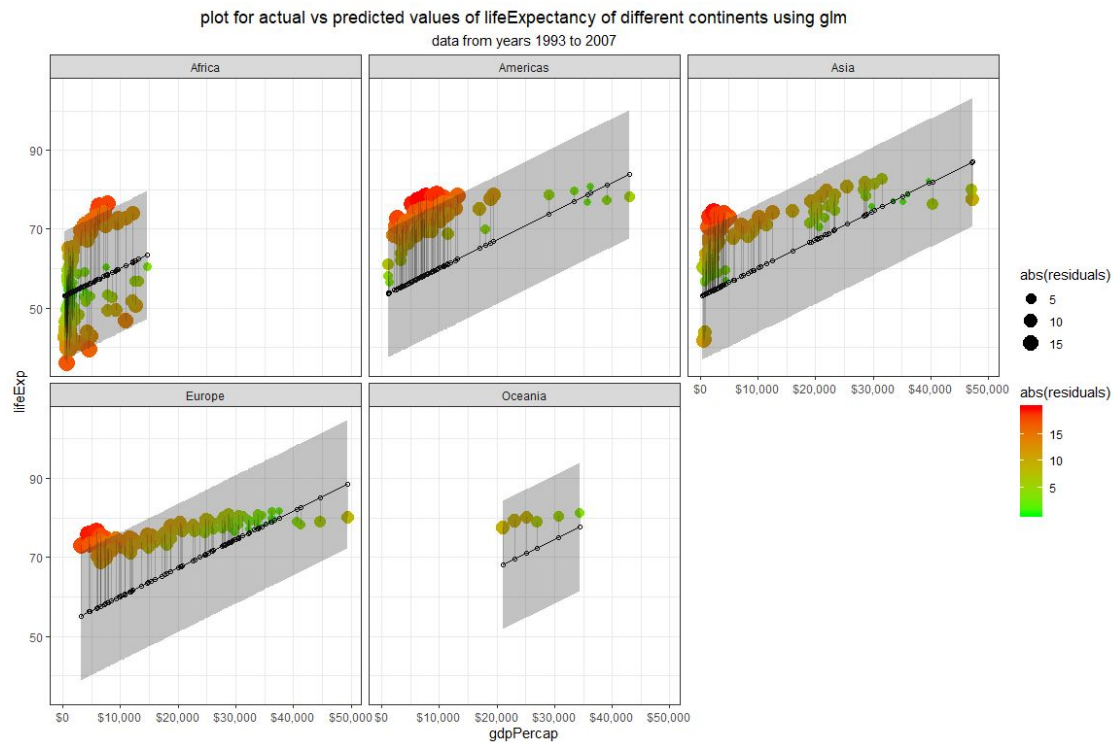 plot for actual vs predicted values of lifeExpectancy of different continents using glm
data from years 1993 to 2007
Africa
Americas
Asia
90
70
50
$0
$10,000
$20,000
$30,000
$40,000
$50,000
Europe
Oceania
90
70
50
$0
$10,000
$20,000
$30,000
$40,000
$50,000
$0
$10,000
$20,000
$30,000
$40,000
$50,000
lifeExp
gdpPercap
abs(residuals)
5
10
15
abs(residuals)
15
10
5